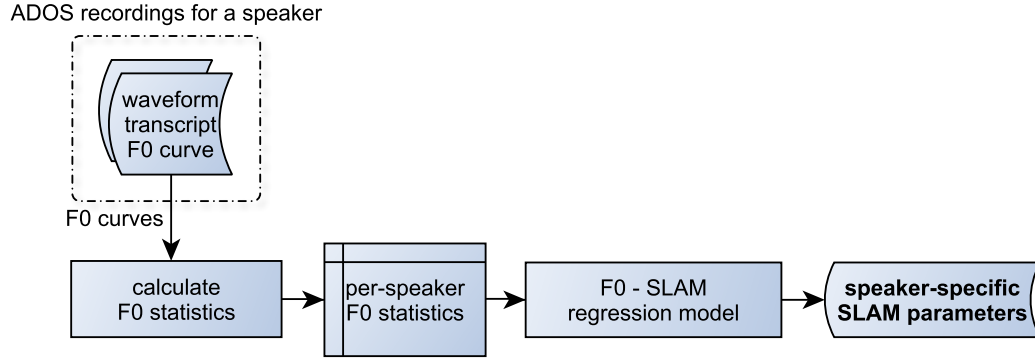 ADOS recordings for a speaker
waveform
transcript
F0 curve
F0 curves
calculate
F0 statistics
per-speaker
F0 statistics
F0 - SLAM
regression model
speaker-specific
SLAM parameters